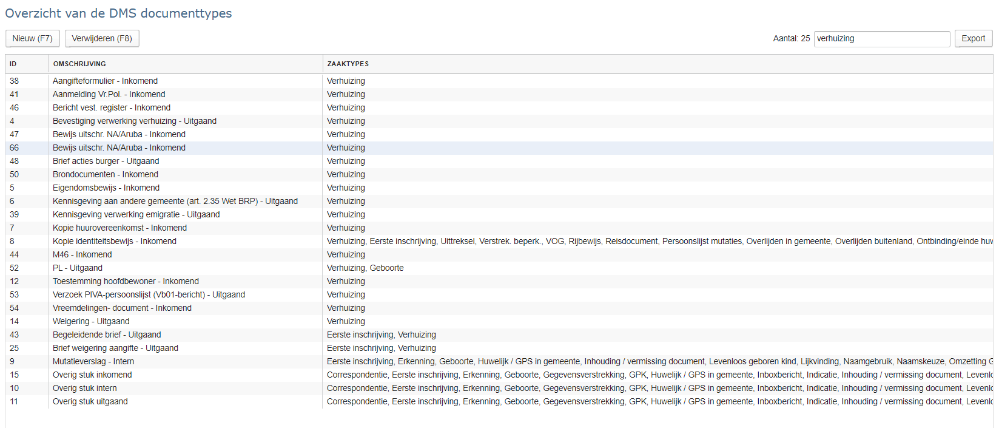 Overzicht van de DMS documenttypes
Nieuw (F7) Verwijderen (F8) Aantal: 25 verhuizing Export
ID OMSCHRIJVING ZAAKTYPES
38 Aangifteformulier - Inkomend Verhuizing
41 Aanmelding Vr.Pol. - Inkomend Verhuizing
46 Bericht vest. register - Inkomend Verhuizing
4 Bevestiging verwerking verhuizing - Uitgaand Verhuizing
47 Bewijs uitschr. NA/Aruba - Inkomend Verhuizing
66 Bewijs uitschr. NA/Aruba - Inkomend Verhuizing
48 Brief acties burger - Uitgaand Verhuizing
50 Brondocumenten - Inkomend Verhuizing
5 Eigendomsbewijs - Inkomend Verhuizing
6 Kennisgeving aan andere gemeente (art. 2.35 Wet BRP) - Uitgaand Verhuizing
39 Kennisgeving verwerking emigratie - Uitgaand Verhuizing
7 Kopie huurovereenkomst - Inkomend Verhuizing
8 Kopie identiteitsbewijs - Inkomend Verhuizing, Eerste inschrijving, Uittreksel, Verstrek. beperk., VOG, Rijbewijs, Reisdocument, Persoonslijst mutaties, Overlijden in gemeente, Overlijden buitenland, Ontbinding/einde huw
44 M46 - Inkomend Verhuizing
52 PL - Uitgaand Verhuizing, Geboorte
12 Toestemming hoofdbewoner - Inkomend Verhuizing
53 Verzoek PIVA-persoonslijst (Vb01-bericht) - Uitgaand Verhuizing
54 Vreemdelingen- document - Inkomend Verhuizing
14 Weigering - Uitgaand Verhuizing
43 Begeleidende brief - Uitgaand Eerste inschrijving, Verhuizing
25 Brief weigering aangifte - Uitgaand Eerste inschrijving, Verhuizing
9 Mutatieverslag - Intern Eerste inschrijving, Erkenning, Geboorte, Huwelijk / GPS in gemeente, Inhouding / vermissing document, Levenloos geboren kind, Lijkvinding, Naamgebruik, Naamskeuze, Omzetting G
15 Overig stuk inkomend Correspondentie, Eerste inschrijving, Erkenning, Geboorte, Gegevensverstrekking, GPK, Huwelijk / GPS in gemeente, Inboxbericht, Indicatie, Inhouding / vermissing document, Levenlo
10 Overig stuk intern Correspondentie, Eerste inschrijving, Erkenning, Geboorte, Gegevensverstrekking, GPK, Huwelijk / GPS in gemeente, Inboxbericht, Indicatie, Inhouding / vermissing document, Levenlo
11 Overig stuk uitgaand Correspondentie, Eerste inschrijving, Erkenning, Geboorte, Gegevensverstrekking, GPK, Huwelijk / GPS in gemeente, Inboxbericht, Indicatie, Inhouding / vermissing document, Levenlo